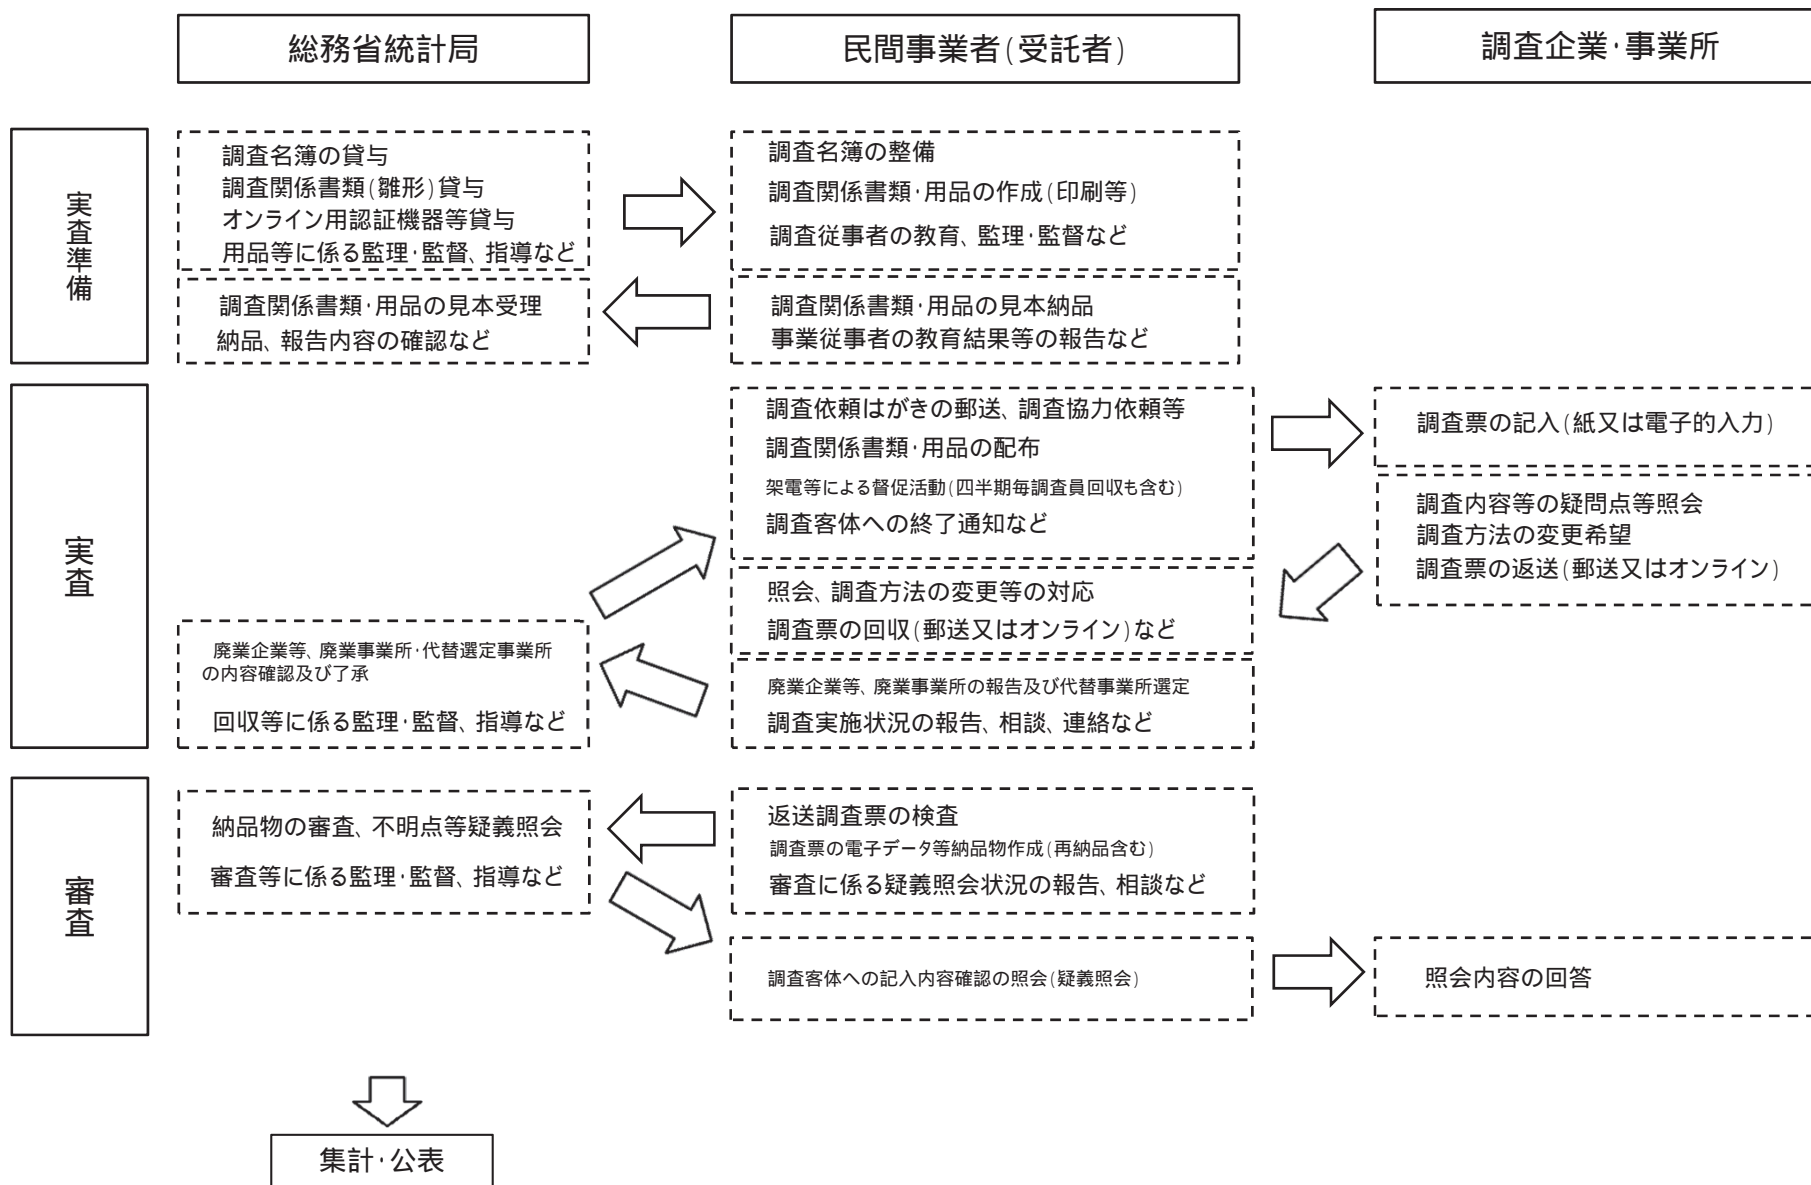 総務省統計局
民間事業者(受託者)
調査企業・事業所
実査準備
調査名簿の貸与
調査関係書類(雛形)貸与
オンライン用認証機器等貸与
用品等に係る監理・監督、指導など
調査名簿の整備
調査関係書類・用品の作成(印刷等)
調査従事者の教育、監理・監督など
調査関係書類・用品の見本受理
納品、報告内容の確認など
調査関係書類・用品の見本納品
事業従事者の教育結果等の報告など
実査
調査依頼はがきの郵送、調査協力依頼等
調査関係書類・用品の配布
架電等による督促活動(四半期毎調査員回収も含む)
調査客体への終了通知など
調査票の記入(紙又は電子的入力)
調査内容等の疑問点等照会
調査方法の変更希望
調査票の返送(郵送又はオンライン)
照会、調査方法の変更等の対応
調査票の回収(郵送又はオンライン)など
廃業企業等、廃業事業所・代替選定事業所
の内容確認及び了承
回収等に係る監理・監督、指導など
廃業企業等、廃業事業所の報告及び代替事業所選定
調査実施状況の報告、相談、連絡など
審査
納品物の審査、不明点等疑義照会
審査等に係る監理・監督、指導など
返送調査票の検査
調査票の電子データ等納品物作成(再納品含む)
審査に係る疑義照会状況の報告、相談など
調査客体への記入内容確認の照会(疑義照会)
照会内容の回答
集計・公表